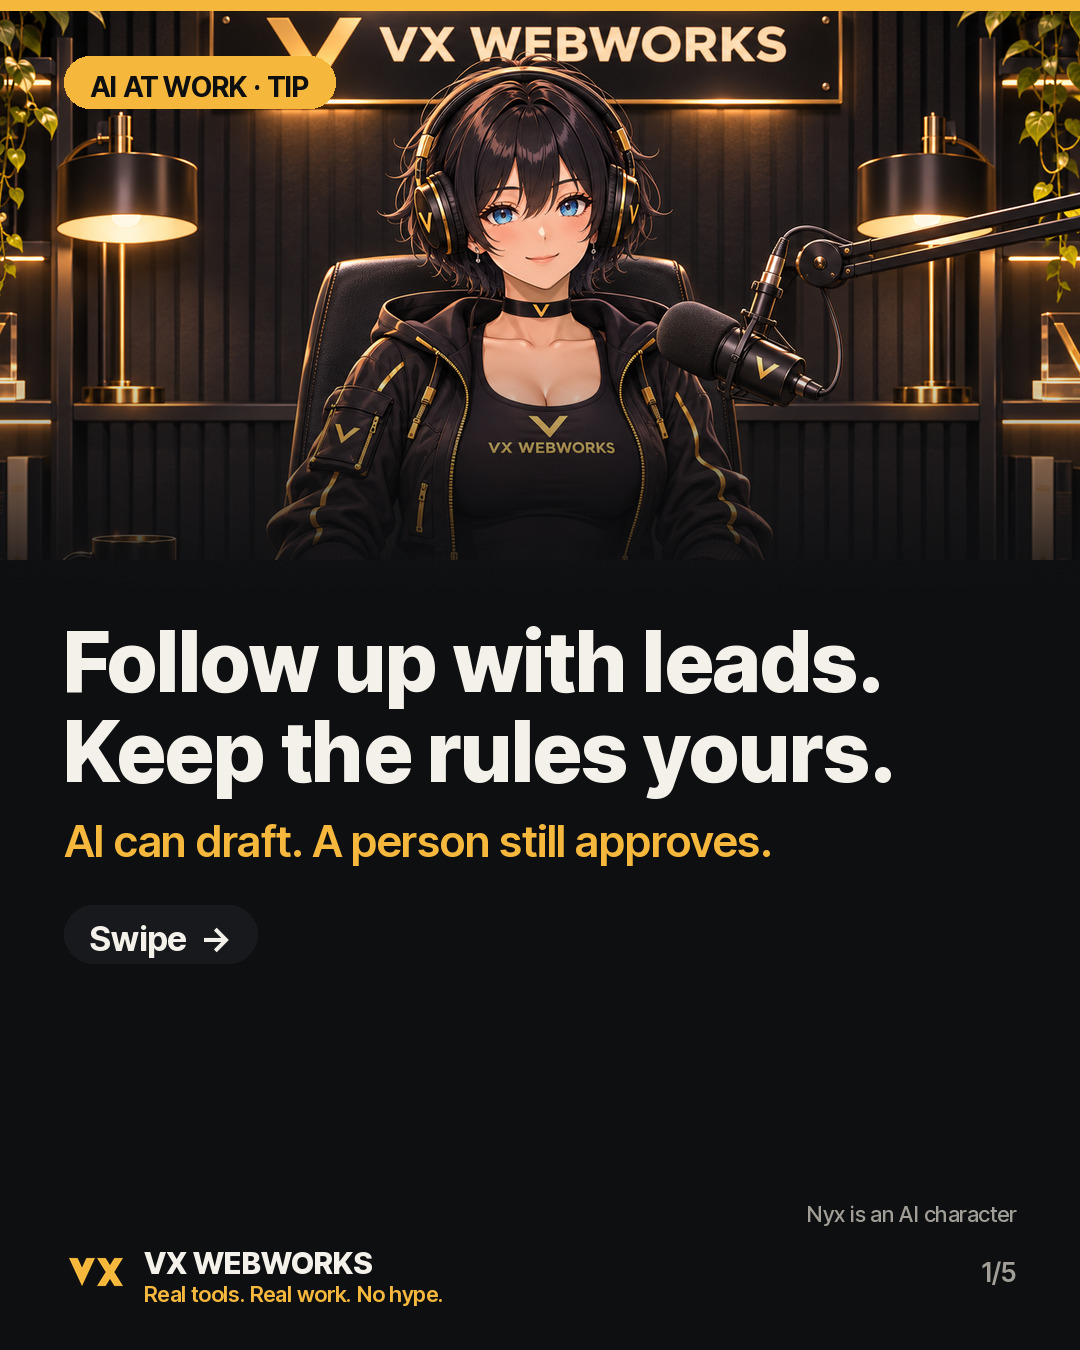 VX WEBWORKS
AI AT WORK · TIP
VX WEBWORKS
Follow up with leads.
Keep the rules yours.
AI can draft. A person still approves.
Swipe →
Nyx is an AI character
VX VX WEBWORKS
Real tools. Real work. No hype.
1/5